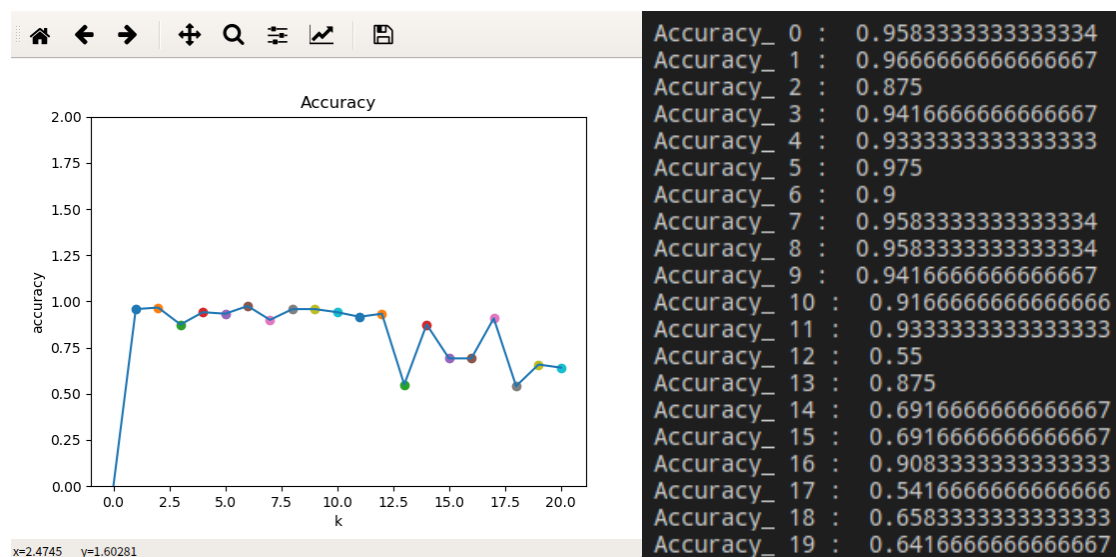 Accuracy
2.00
1.75
1.50
1.25
1.00
0.75
0.50
0.25
0.00
accuracy
0.0 2.5 5.0 7.5 10.0 12.5 15.0 17.5 20.0
k
x=2.4745 y=1.60281
Accuracy_ 0 : 0.9583333333333334
Accuracy_ 1 : 0.9666666666666667
Accuracy_ 2 : 0.875
Accuracy_ 3 : 0.9416666666666667
Accuracy_ 4 : 0.9333333333333333
Accuracy_ 5 : 0.975
Accuracy_ 6 : 0.9
Accuracy_ 7 : 0.9583333333333334
Accuracy_ 8 : 0.9583333333333334
Accuracy_ 9 : 0.9416666666666667
Accuracy_ 10 : 0.9166666666666666
Accuracy_ 11 : 0.9333333333333333
Accuracy_ 12 : 0.55
Accuracy_ 13 : 0.875
Accuracy_ 14 : 0.6916666666666667
Accuracy_ 15 : 0.6916666666666667
Accuracy_ 16 : 0.9083333333333333
Accuracy_ 17 : 0.5416666666666666
Accuracy_ 18 : 0.6583333333333333
Accuracy_ 19 : 0.6416666666666667